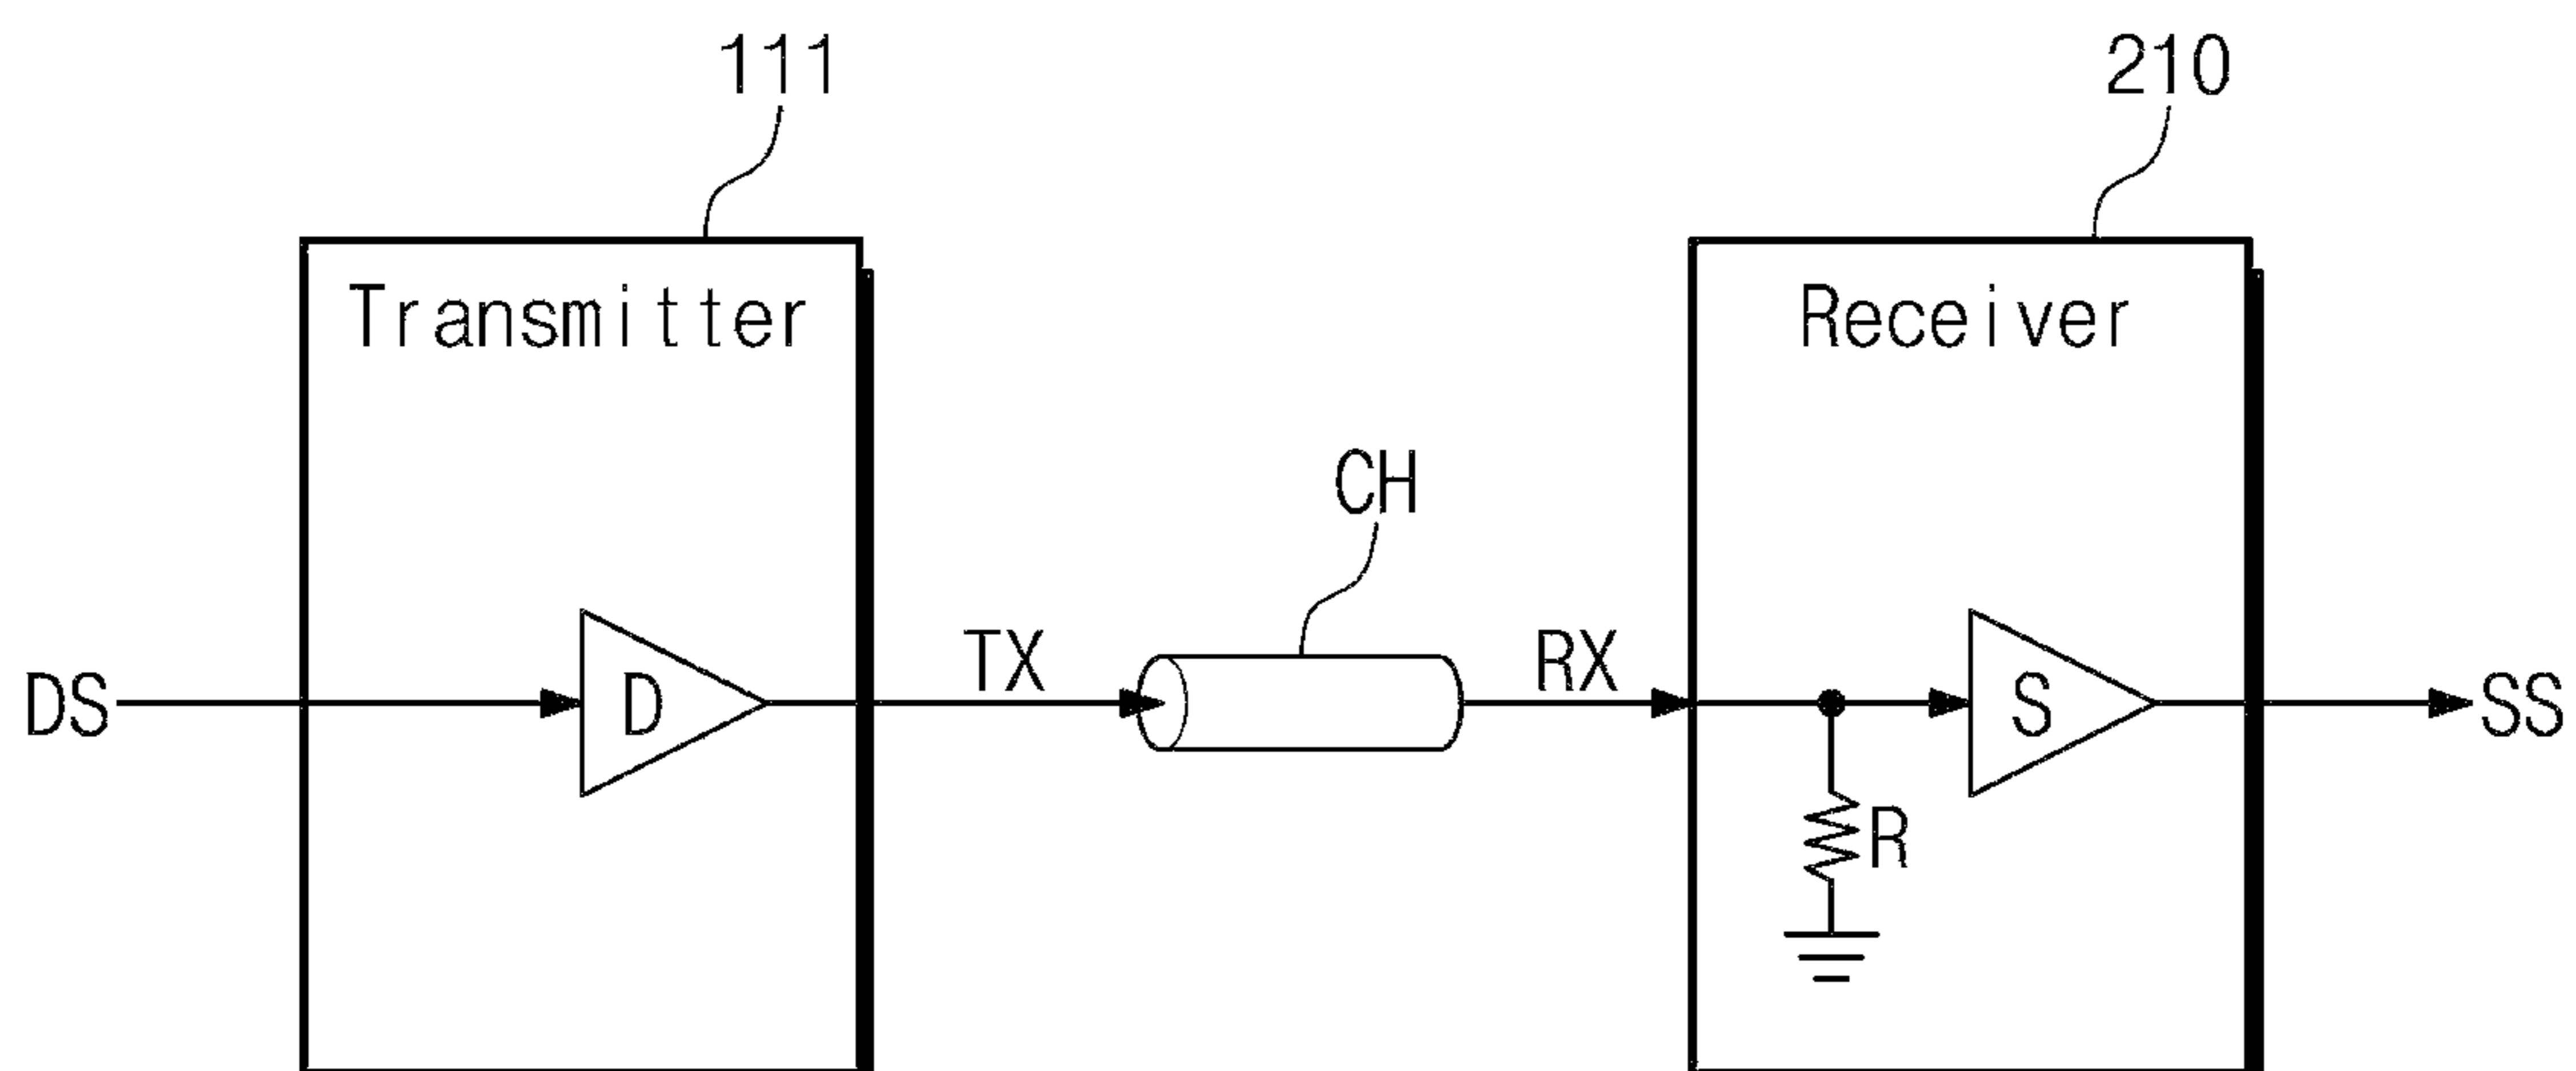 111
210
Transmitter
Receiver
CH
TX
RX
DS
D
S
SS
R